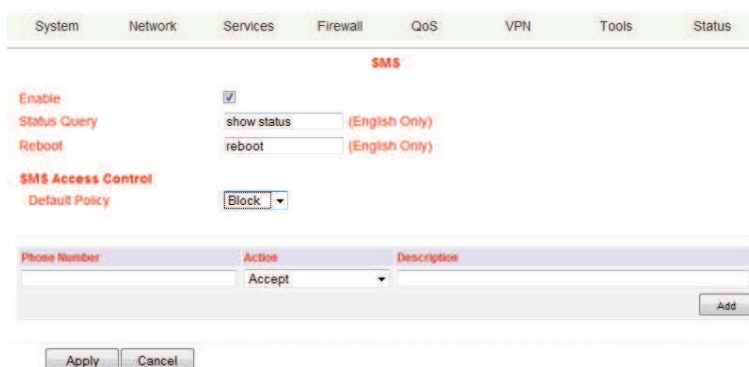 System Network Services Firewall QoS VPN Tools Status
SMS
Enable
Status Query show status (English Only)
Reboot reboot (English Only)
SMS Access Control
Default Policy Block
Phone Number Action Description
Accept
Add
Apply Cancel